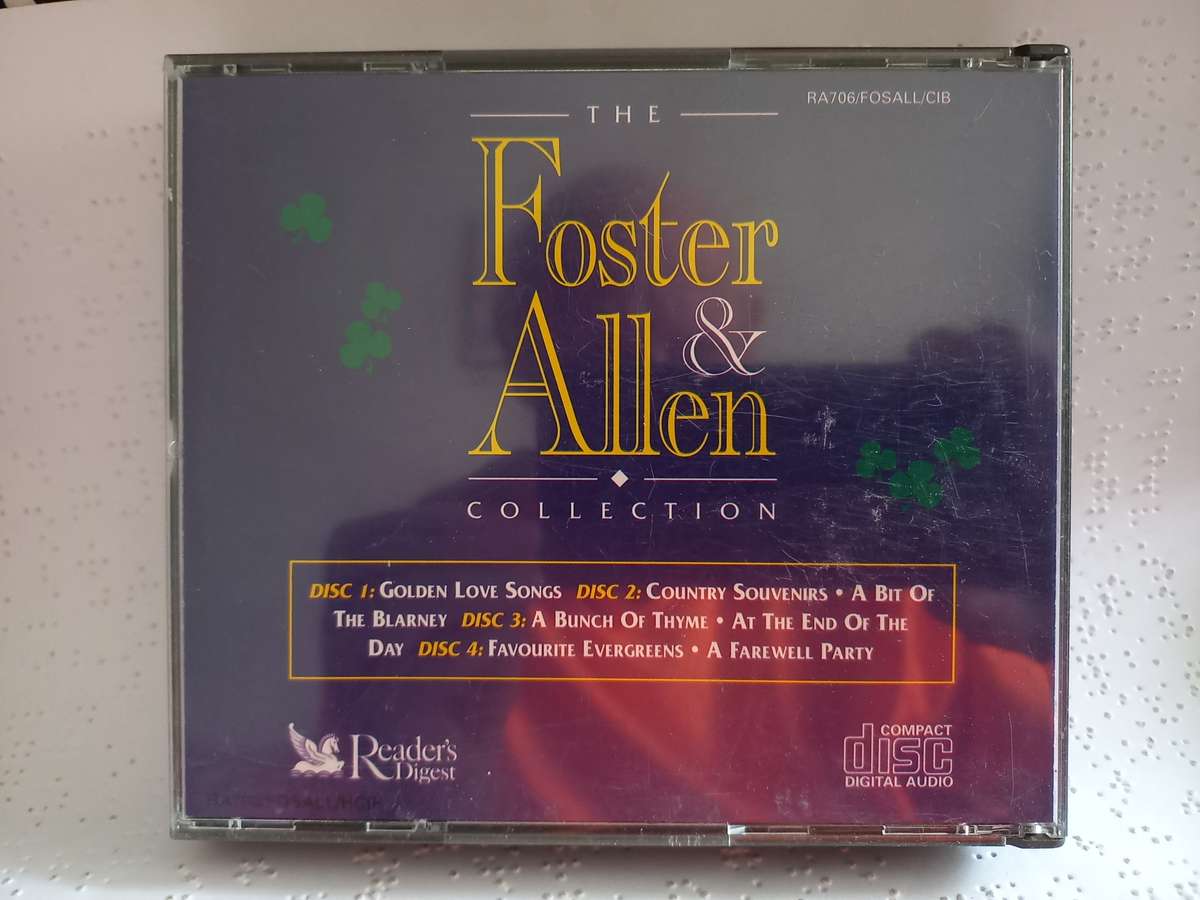 RA706/FOSALL/CIB
THE
Foster
&
Allen
COLLECTION
DISC 1: GOLDEN LOVE SONGS DISC 2: COUNTRY SOUVENIRS • A BIT OF
THE BLARNEY DISC 3: A BUNCH OF THYME • AT THE END OF THE
DAY DISC 4: FAVOURITE EVERGREENS • A FAREWELL PARTY
Reader's
Digest
COMPACT
disc
DIGITAL AUDIO